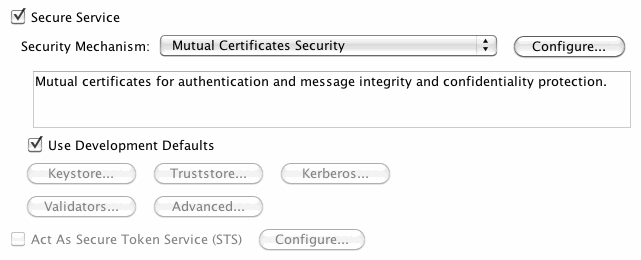 Secure Service
Security Mechanism: Mutual Certificates Security Configure...
Mutual certificates for authentication and message integrity and confidentiality protection.
Use Development Defaults
Keystore... Truststore... Kerberos...
Validators... Advanced...
Act As Secure Token Service (STS) Configure...